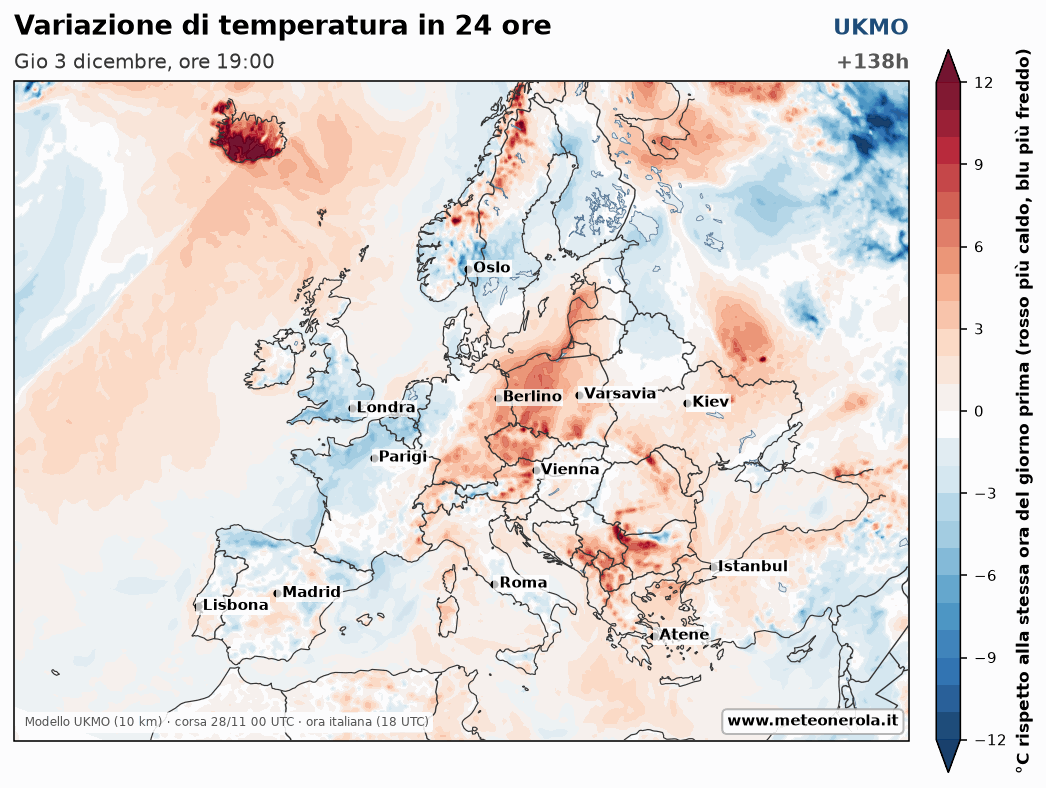 Variazione di temperatura in 24 ore
UKMO
Gio 3 dicembre, ore 19:00
+138h
Oslo
Londra
Berlino
Varsavia
Kiev
Parigi
Vienna
Istanbul
Madrid
Roma
Lisbona
Atene
Modello UKMO (10 km) · corsa 28/11 00 UTC · ora italiana (18 UTC)
www.meteonerola.it
12
9
6
3
0
−3
−6
−9
−12
°C rispetto alla stessa ora del giorno prima (rosso più caldo, blu più freddo)